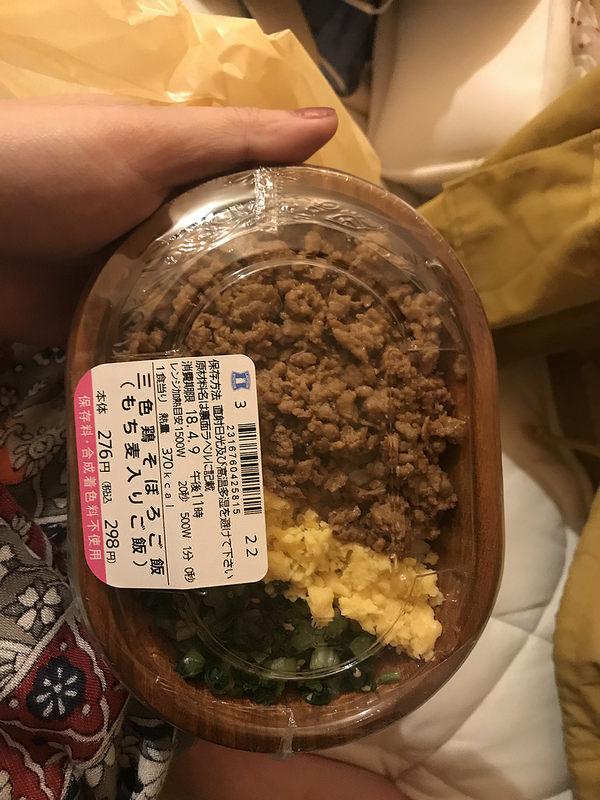 3
2316760425815
22
保存方法 直射日光及び高温多湿を避けて下さい
原材料名は裏面ラベルに記載
消費期限 18.4.9 午後11時
レンジ加熱目安:1500W 20秒 500W 1分 0秒
1食当り 熱量 370kcal
三色鶏そぼろご飯
(もち麦入りご飯)
本体 276円(税込 298円)
保存料・合成着色料不使用